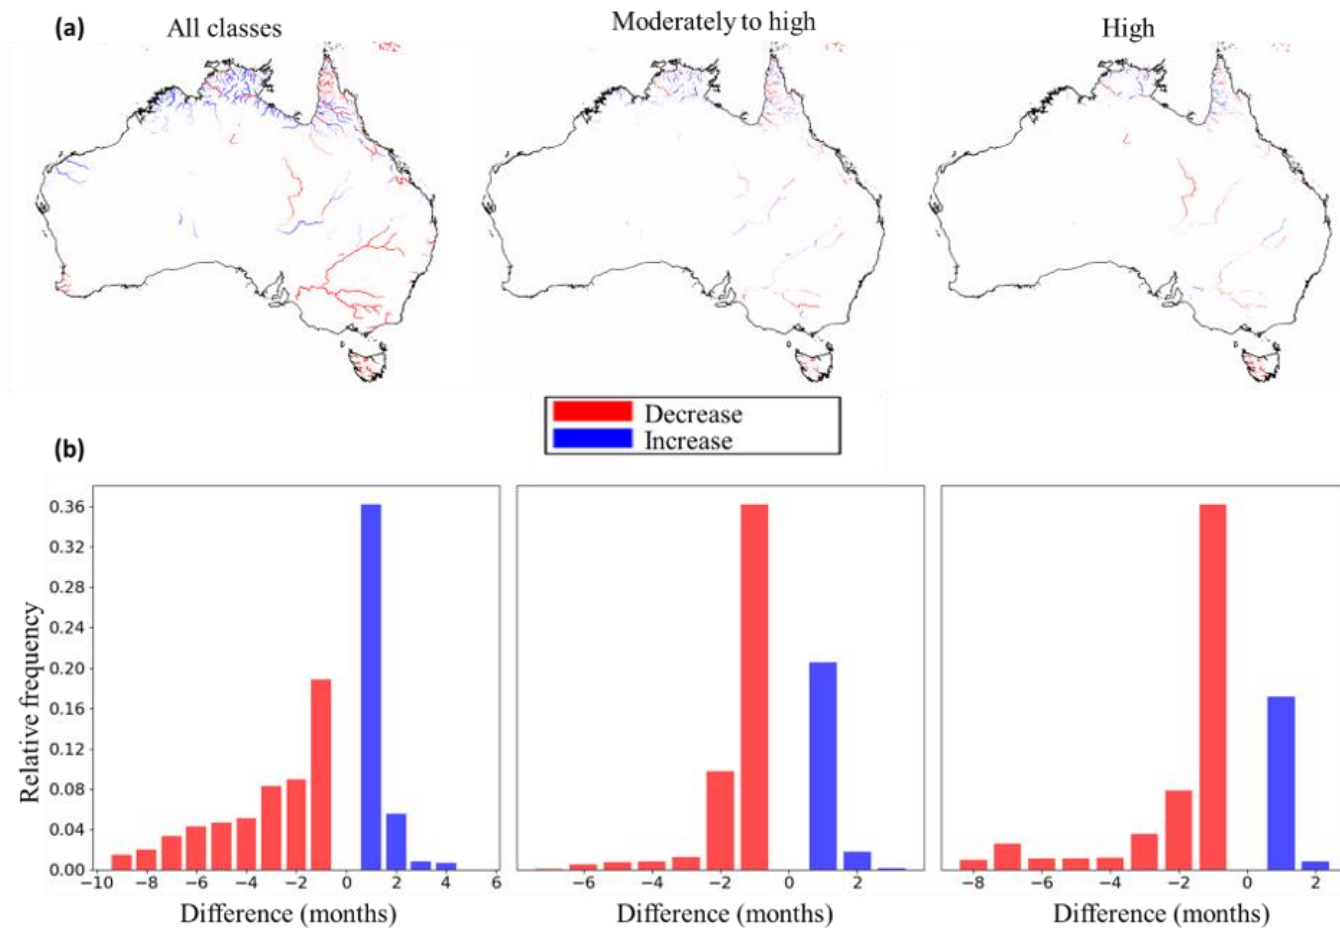 (a)
All classes
Moderately to high
High
Decrease
Increase
(b)
Relative frequency
0.36
0.32
0.28
0.24
0.20
0.16
0.12
0.08
0.04
0.00
−10 −8 −6 −4 −2 0 2 4 6
−6 −4 −2 0 2
−8 −6 −4 −2 0 2
Difference (months)
Difference (months)
Difference (months)